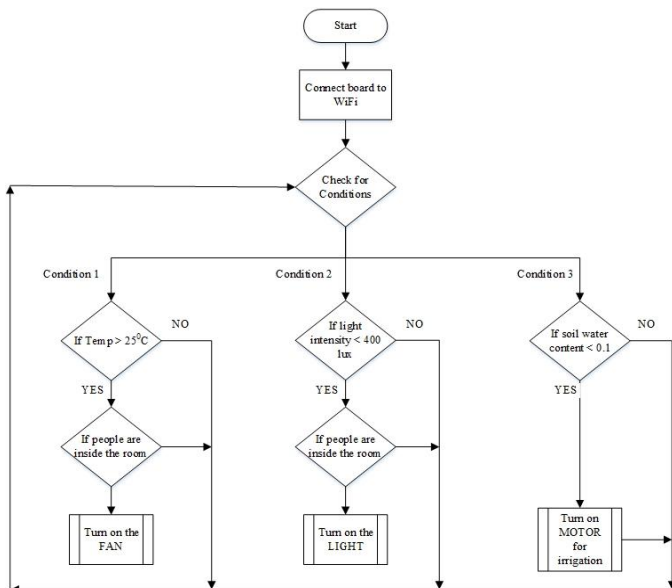 Start
Connect board to
WiFi
Check for
Conditions
Condition 1
Condition 2
Condition 3
If Temp > 25⁰C
NO
If light
intensity < 400
lux
NO
If soil water
content < 0.1
NO
YES
YES
YES
If people are
inside the room
If people are
inside the room
Turn on the
FAN
Turn on the
LIGHT
Turn on
MOTOR
for
irrigation